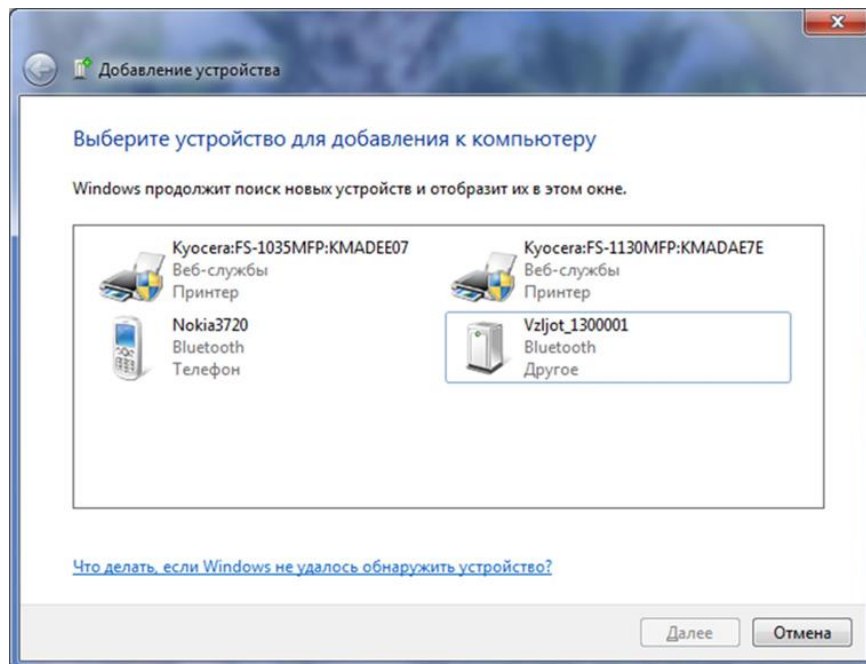 Добавление устройства
Выберите устройство для добавления к компьютеру
Windows продолжит поиск новых устройств и отобразит их в этом окне.
Kyocera:FS-1035MFP:KMADEE07
Веб-службы
Принтер
Kyocera:FS-1130MFP:KMADAE7E
Веб-службы
Принтер
Nokia3720
Bluetooth
Телефон
Vzljot_1300001
Bluetooth
Другое
Что делать, если Windows не удалось обнаружить устройство?
Далее
Отмена